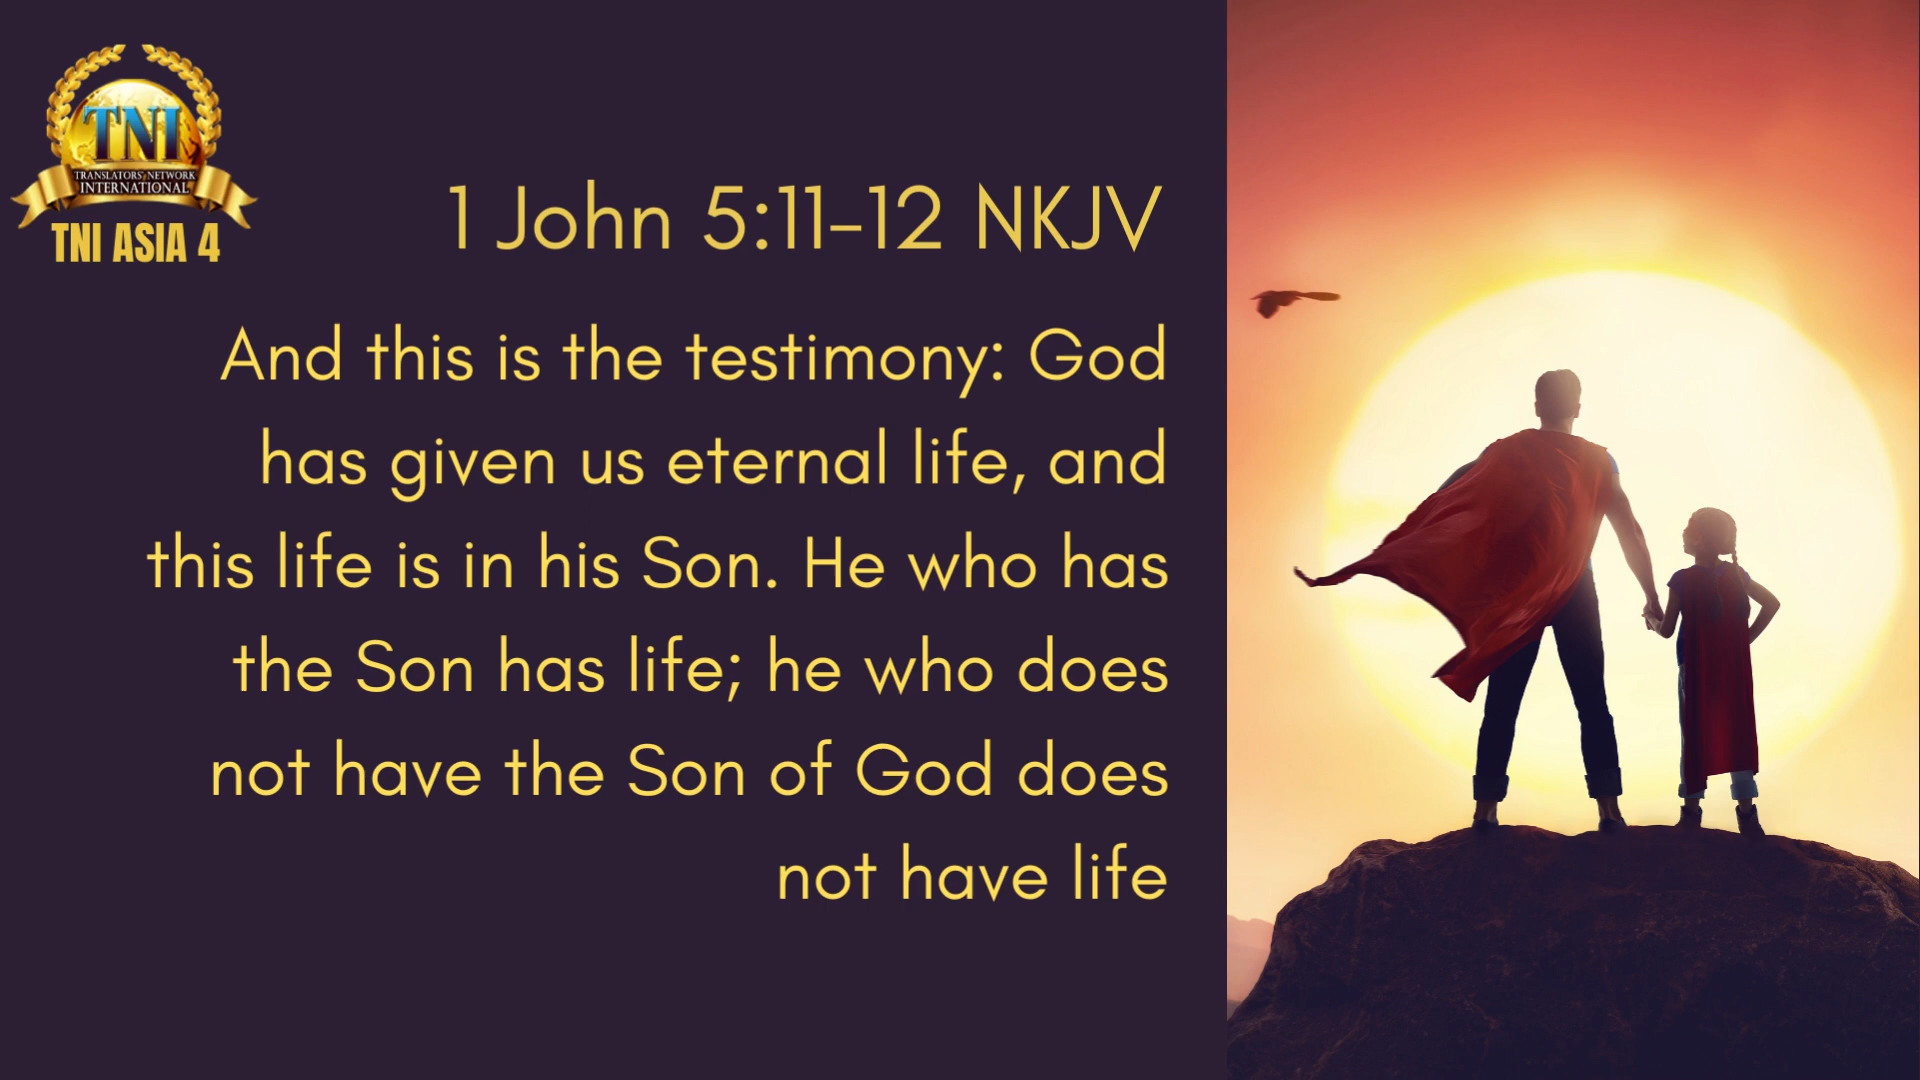 TNI
TRANSLATORS' NETWORK
INTERNATIONAL
TNI ASIA 4
1 John 5:11-12 NKJV
And this is the testimony: God
has given us eternal life, and
this life is in his Son. He who has
the Son has life; he who does
not have the Son of God does
not have life